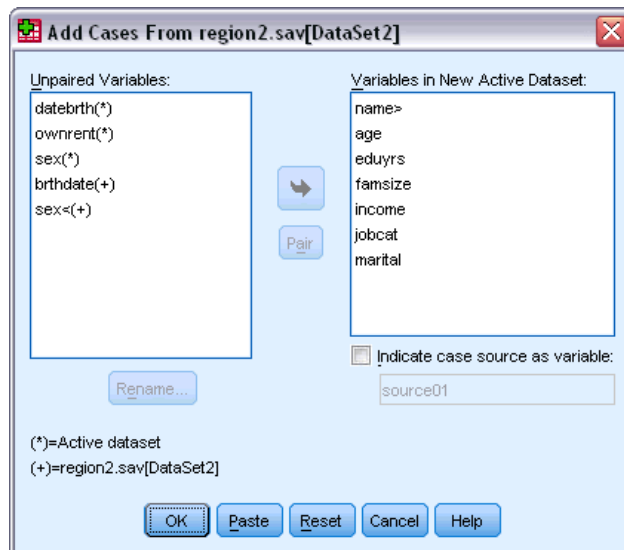 Add Cases From region2.sav[DataSet2]
Unpaired Variables:
datebrth(*)
ownrent(*)
sex(*)
brthdate(+)
sex<(+)
Pair
Rename...
Variables in New Active Dataset:
name>
age
eduyrs
famsize
income
jobcat
marital
Indicate case source as variable:
source01
(*)=Active dataset
(+)=region2.sav[DataSet2]
OK Paste Reset Cancel Help